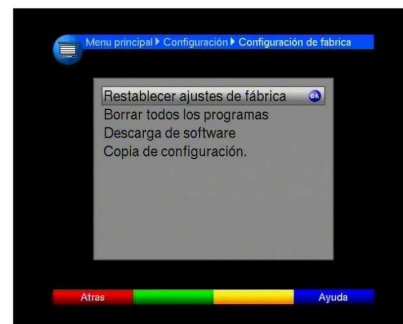 Menu principal Configuración Configuración de fabrica
Restablecer ajustes de fábrica ok
Borrar todos los programas
Descarga de software
Copia de configuración.
Atras Ayuda